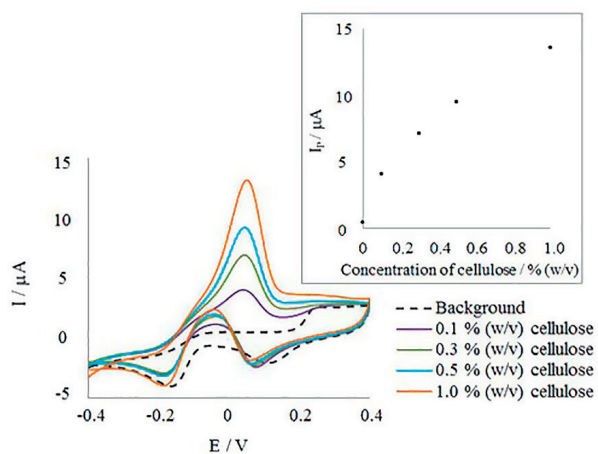 15
10
5
0
I_P / μA
0
0.2
0.4
0.6
0.8
1.0
Concentration of cellulose / % (w/v)
15
10
5
0
-5
I / μA
-0.4
-0.2
0
0.2
0.4
E / V
Background
0.1 % (w/v) cellulose
0.3 % (w/v) cellulose
0.5 % (w/v) cellulose
1.0 % (w/v) cellulose